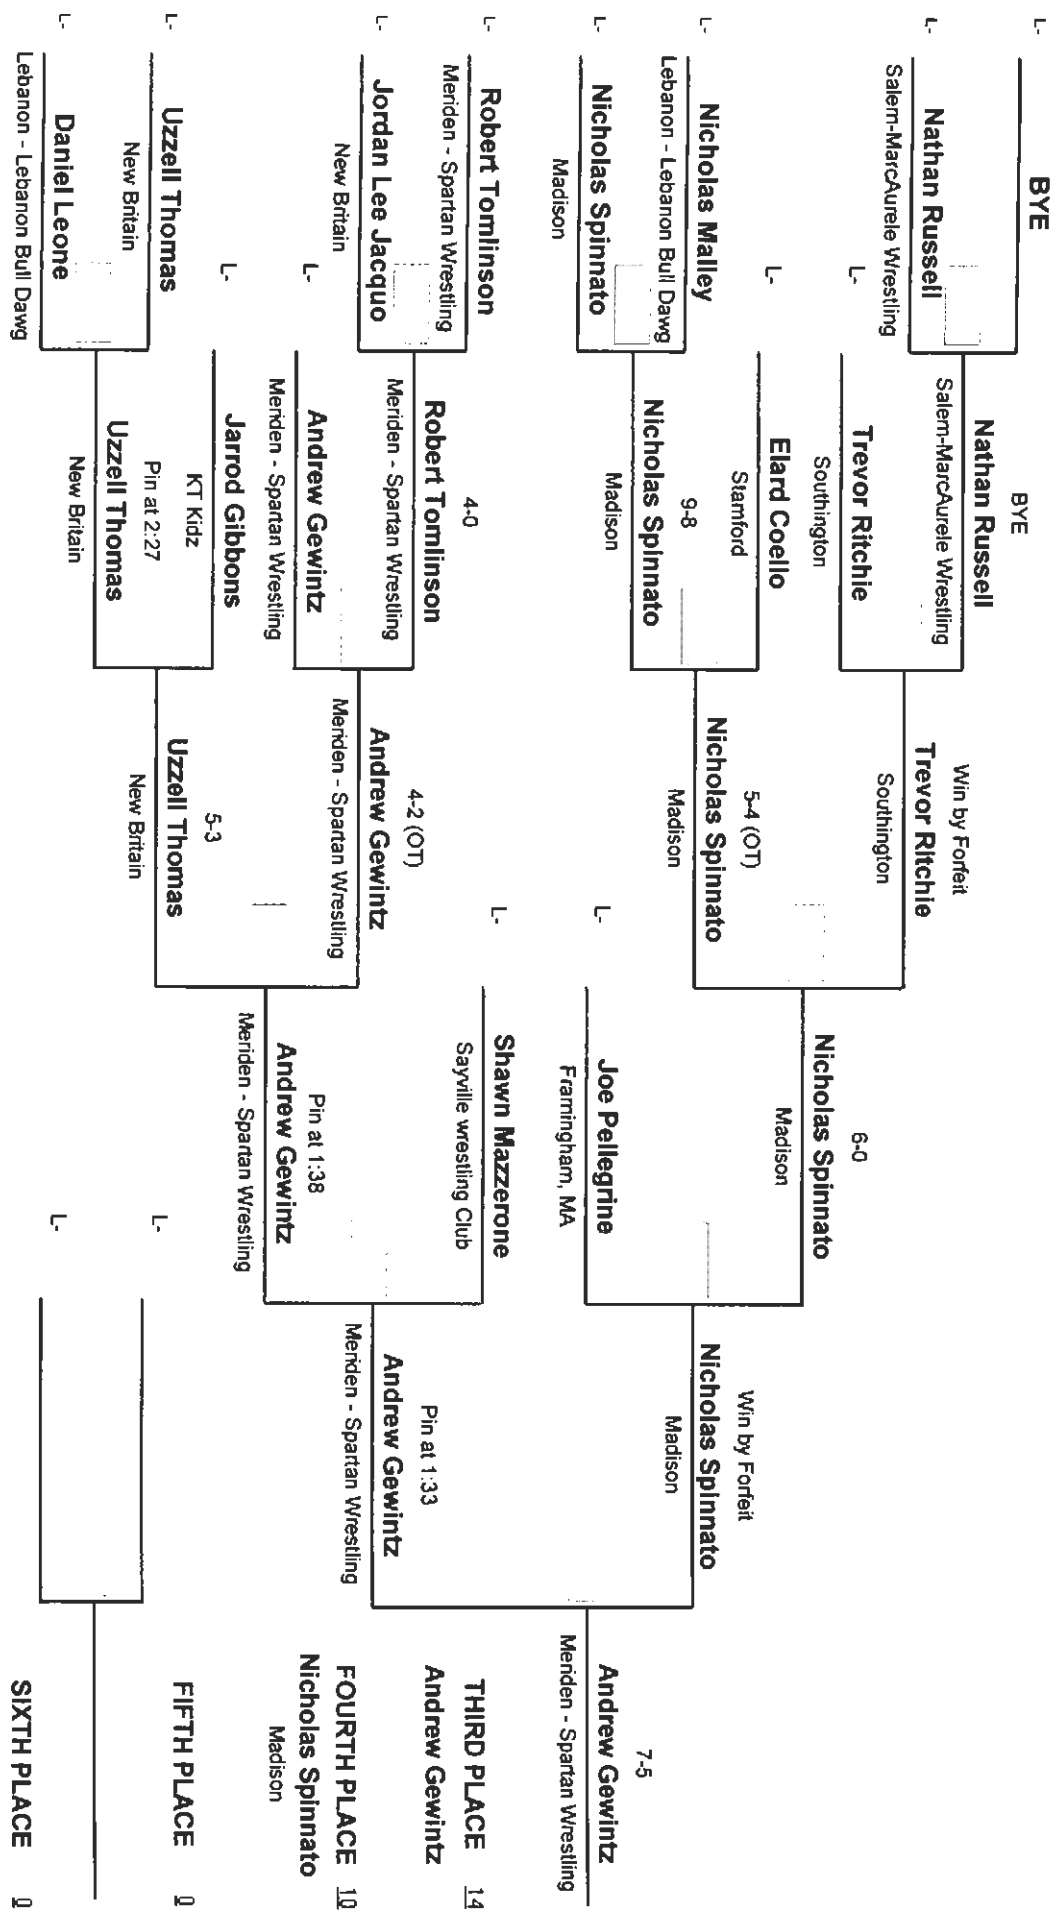 L-
BYE
L-
Nathan Russell
Salem-MarcAurele Wrestling
L-
Nicholas Malley
Lebanon - Lebanon Bull Dawg
L-
Nicholas Spinnato
Madison
L-
Robert Tomlinson
Meriden - Spartan Wrestling
L-
Jordan Lee Jacquo
New Britain
L-
Uzzell Thomas
New Britain
L-
Daniel Leone
Lebanon - Lebanon Bull Dawg
BYE
Nathan Russell
Salem-MarcAurele Wrestling
L-
Trevor Ritchie
Southington
L-
Elard Coello
Stamford
9-8
Nicholas Spinnato
Madison
4-0
Robert Tomlinson
Meriden - Spartan Wrestling
L-
Andrew Gewintz
Meriden - Spartan Wrestling
L-
Jarrod Gibbons
KT Kidz
Pin at 2:27
Uzzell Thomas
New Britain
Win by Forfeit
Trevor Ritchie
Southington
5-4 (OT)
Nicholas Spinnato
Madison
4-2 (OT)
Andrew Gewintz
Meriden - Spartan Wrestling
5-3
Uzzell Thomas
New Britain
6-0
Nicholas Spinnato
Madison
L-
Joe Pellegrine
Framingham, MA
L-
Shawn Mazzerone
Sayville wrestling Club
Pin at 1:38
Andrew Gewintz
Meriden - Spartan Wrestling
Win by Forfeit
Nicholas Spinnato
Madison
Pin at 1:33
Andrew Gewintz
Meriden - Spartan Wrestling
L-
L-
7-5
Andrew Gewintz
Meriden - Spartan Wrestling
THIRD PLACE 14
Andrew Gewintz
FOURTH PLACE 10
Nicholas Spinnato
Madison
FIFTH PLACE 0
SIXTH PLACE 0